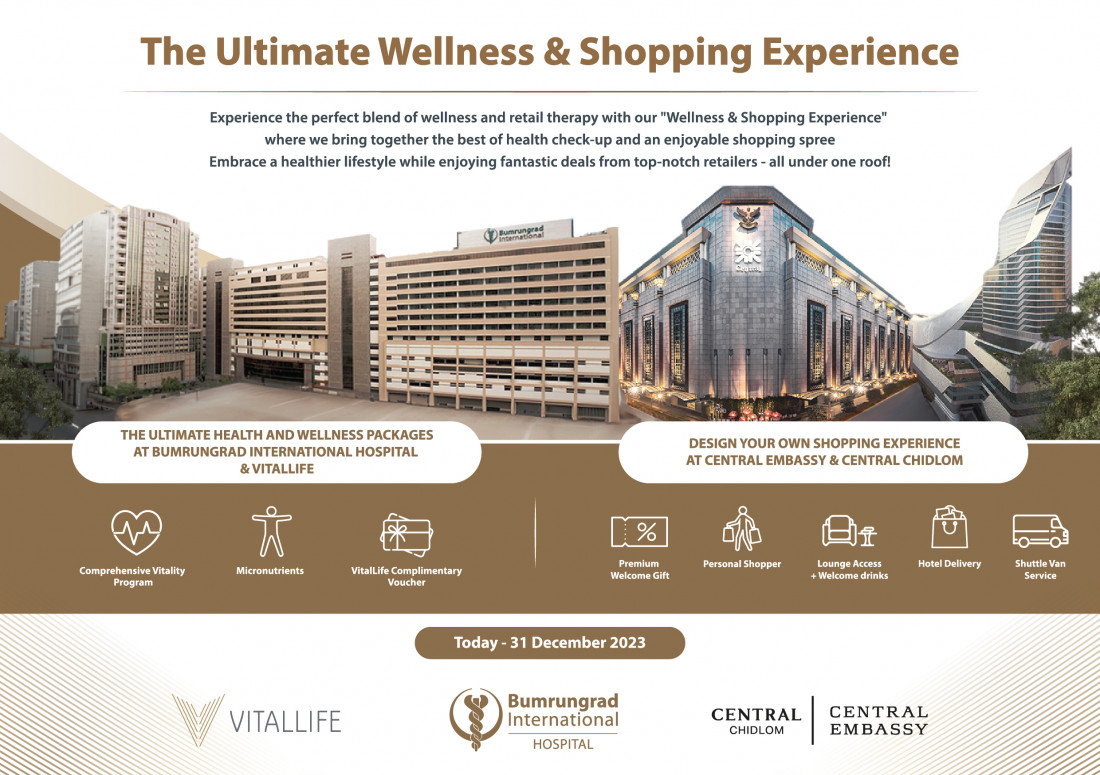 The Ultimate Wellness & Shopping Experience
Experience the perfect blend of wellness and retail therapy with our "Wellness & Shopping Experience"
where we bring together the best of health check-up and an enjoyable shopping spree
Embrace a healthier lifestyle while enjoying fantastic deals from top-notch retailers - all under one roof!
Bumrungrad
International
Central
THE ULTIMATE HEALTH AND WELLNESS PACKAGES
AT BUMRUNGRAD INTERNATIONAL HOSPITAL
& VITALLIFE
DESIGN YOUR OWN SHOPPING EXPERIENCE
AT CENTRAL EMBASSY & CENTRAL CHIDLOM
%
Comprehensive Vitality
Program
Micronutrients
VitalLife Complimentary
Voucher
Premium
Welcome Gift
Personal Shopper
Lounge Access
+ Welcome drinks
Hotel Delivery
Shuttle Van
Service
Today - 31 December 2023
VITALLIFE
Bumrungrad
International
HOSPITAL
CENTRAL
CHIDLOM
CENTRAL
EMBASSY